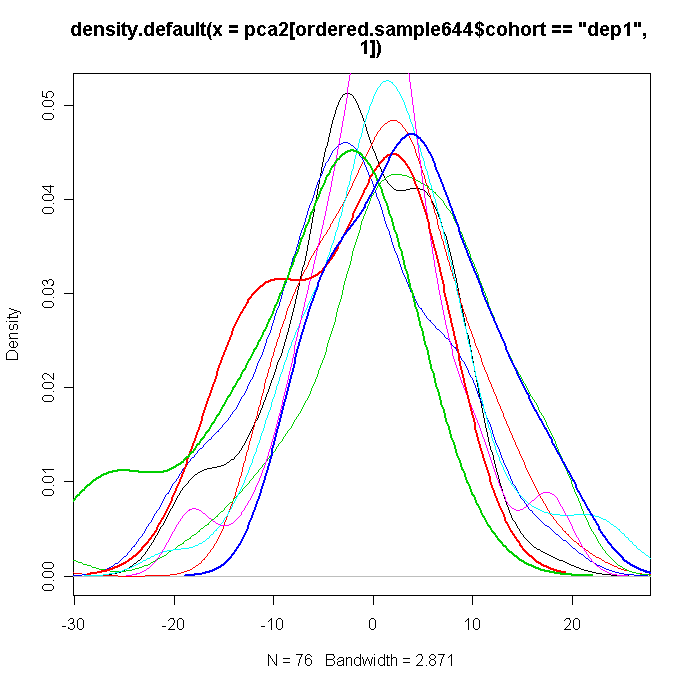 density.default(x = pca2[ordered.sample644$cohort == "dep1",
1])
Density
0.05
0.04
0.03
0.02
0.01
0.00
-30 -20 -10 0 10 20
N = 76 Bandwidth = 2.871